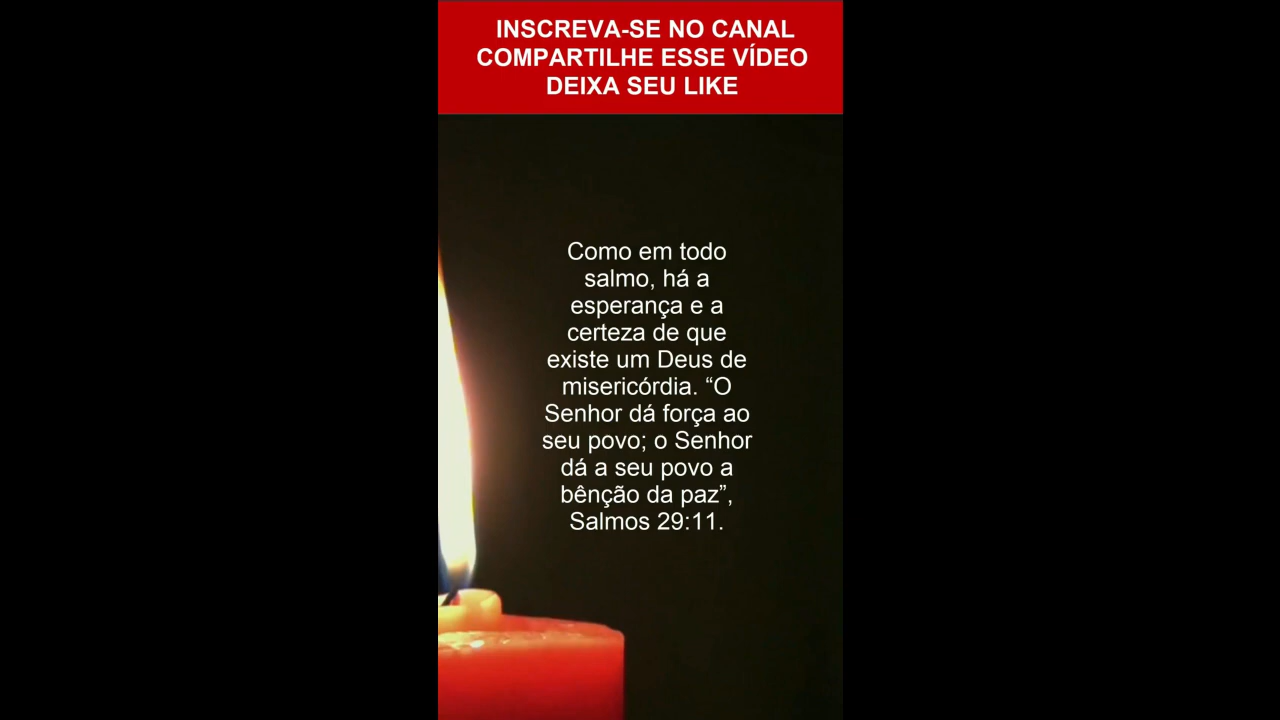 INSCREVA-SE NO CANAL
COMPARTILHE ESSE VÍDEO
DEIXA SEU LIKE
Como em todo
salmo, há a
esperança e a
certeza de que
existe um Deus de
misericórdia. “O
Senhor dá força ao
seu povo; o Senhor
dá a seu povo a
bênção da paz”,
Salmos 29:11.